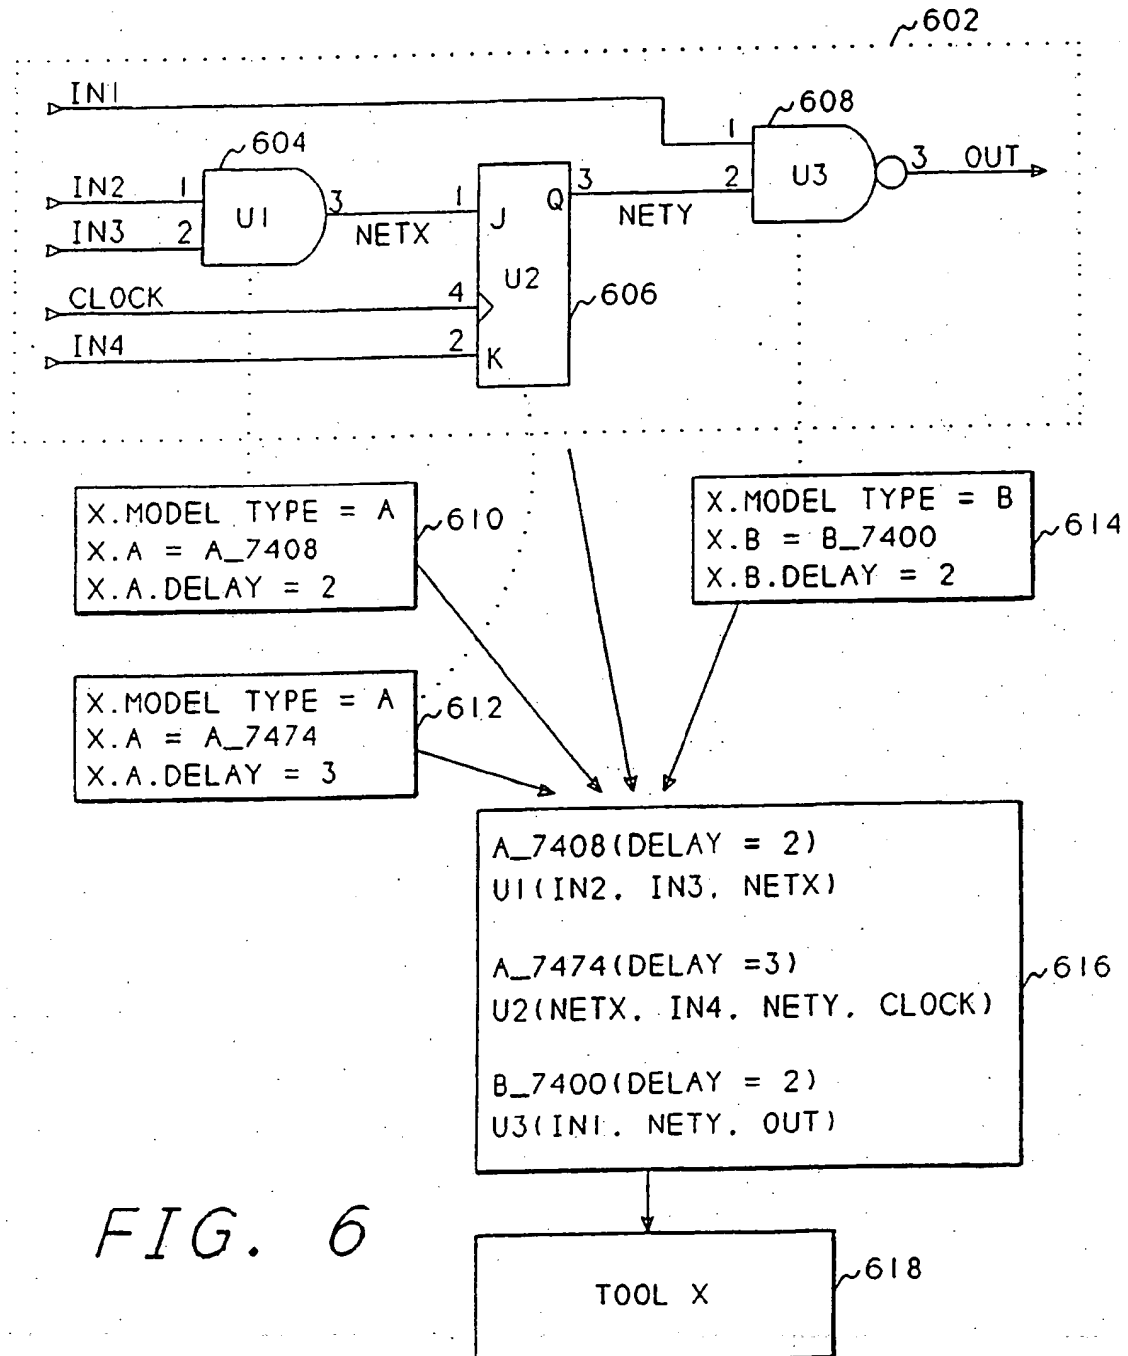 602
IN1
608
1
604
3
OUT
IN2
1
U3
2
U1
3
1
J
Q
3
NETX
NETY
IN3
2
U2
CLOCK
4
606
IN4
2
K
X.MODEL TYPE = A
X.A = A_7408
X.A.DELAY = 2
610
X.MODEL TYPE = B
X.B = B_7400
X.B.DELAY = 2
614
X.MODEL TYPE = A
X.A = A_7474
X.A.DELAY = 3
612
A_7408(DELAY = 2)
U1(IN2, IN3, NETX)
A_7474(DELAY =3)
U2(NETX, IN4, NETY, CLOCK)
B_7400(DELAY = 2)
U3(IN1, NETY, OUT)
616
FIG. 6
TOOL X
618